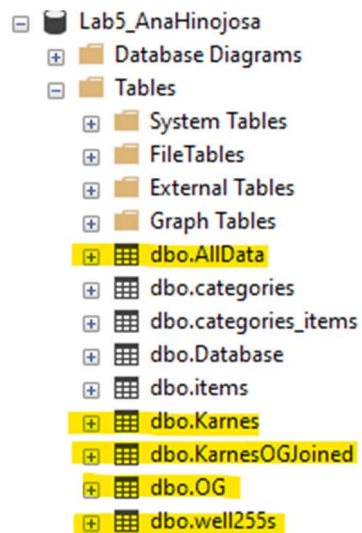 Lab5_AnaHinojosa
Database Diagrams
Tables
System Tables
FileTables
External Tables
Graph Tables
dbo.AllData
dbo.categories
dbo.categories_items
dbo.Database
dbo.items
dbo.Karnes
dbo.KarnesOGJoined
dbo.OG
dbo.well255s